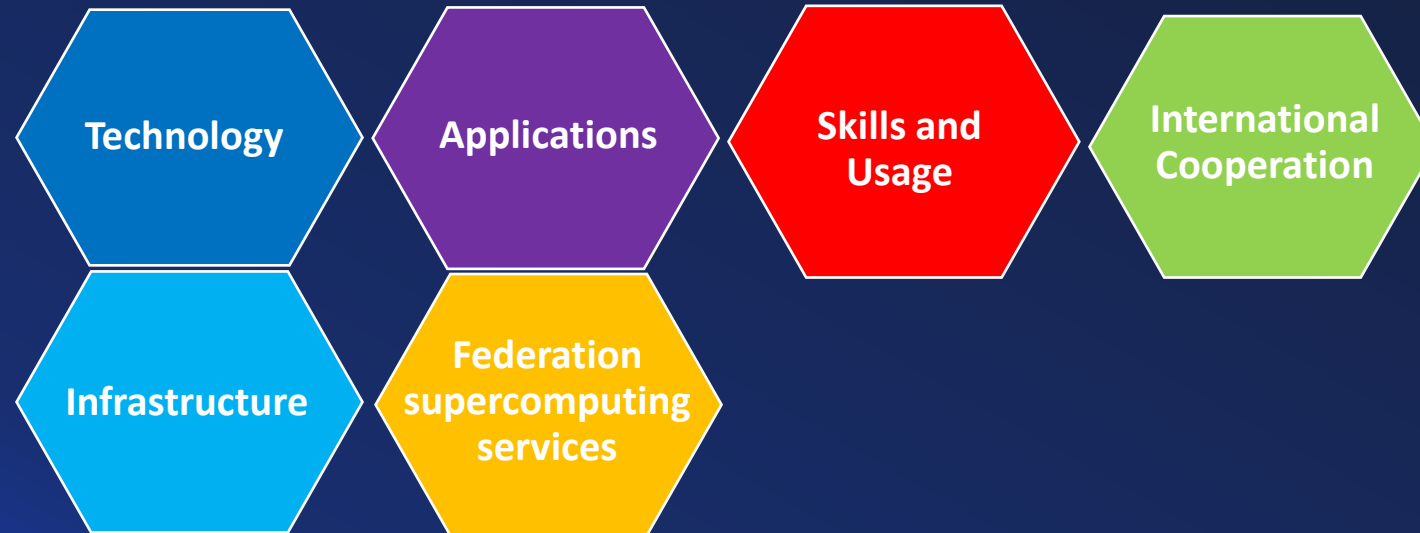 Technology
Applications
Skills and
Usage
International
Cooperation
Infrastructure
Federation
supercomputing
services